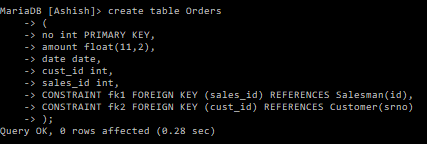 MariaDB [Ashish]> create table Orders
-> (
-> no int PRIMARY KEY,
-> amount float(11,2),
-> date date,
-> cust_id int,
-> sales_id int,
-> CONSTRAINT fk1 FOREIGN KEY (sales_id) REFERENCES Salesman(id),
-> CONSTRAINT fk2 FOREIGN KEY (cust_id) REFERENCES Customer(srno)
-> );
Query OK, 0 rows affected (0.28 sec)